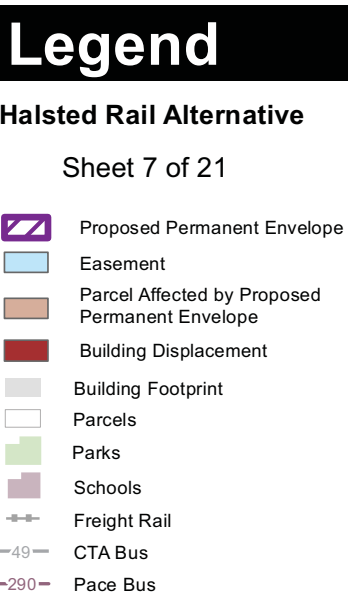 Legend
Halsted Rail Alternative
Sheet 7 of 21
Proposed Permanent Envelope
Easement
Parcel Affected by Proposed
Permanent Envelope
Building Displacement
Building Footprint
Parcels
Parks
Schools
Freight Rail
49 CTA Bus
290 Pace Bus